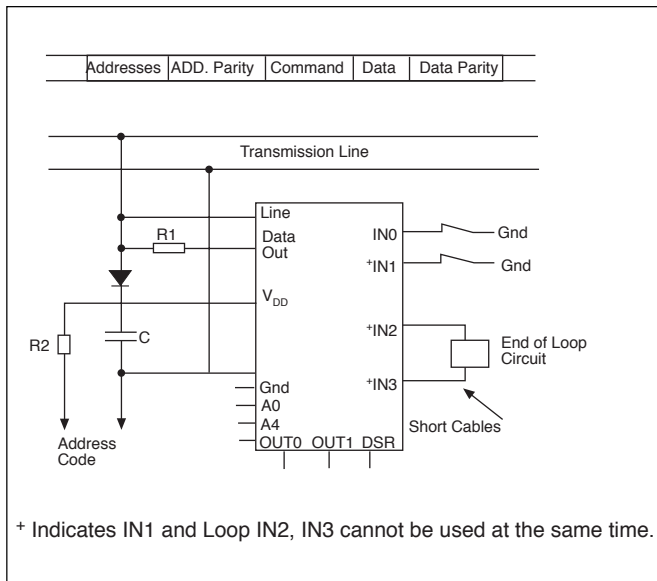 Addresses ADD. Parity Command Data Data Parity
Transmission Line
Line
R1
Data
Out
IN0
Gnd
+IN1
Gnd
VDD
R2
C
+IN2
End of Loop
Circuit
+IN3
Gnd
A0
A4
Short Cables
Address
Code
OUT0 OUT1 DSR
+ Indicates IN1 and Loop IN2, IN3 cannot be used at the same time.